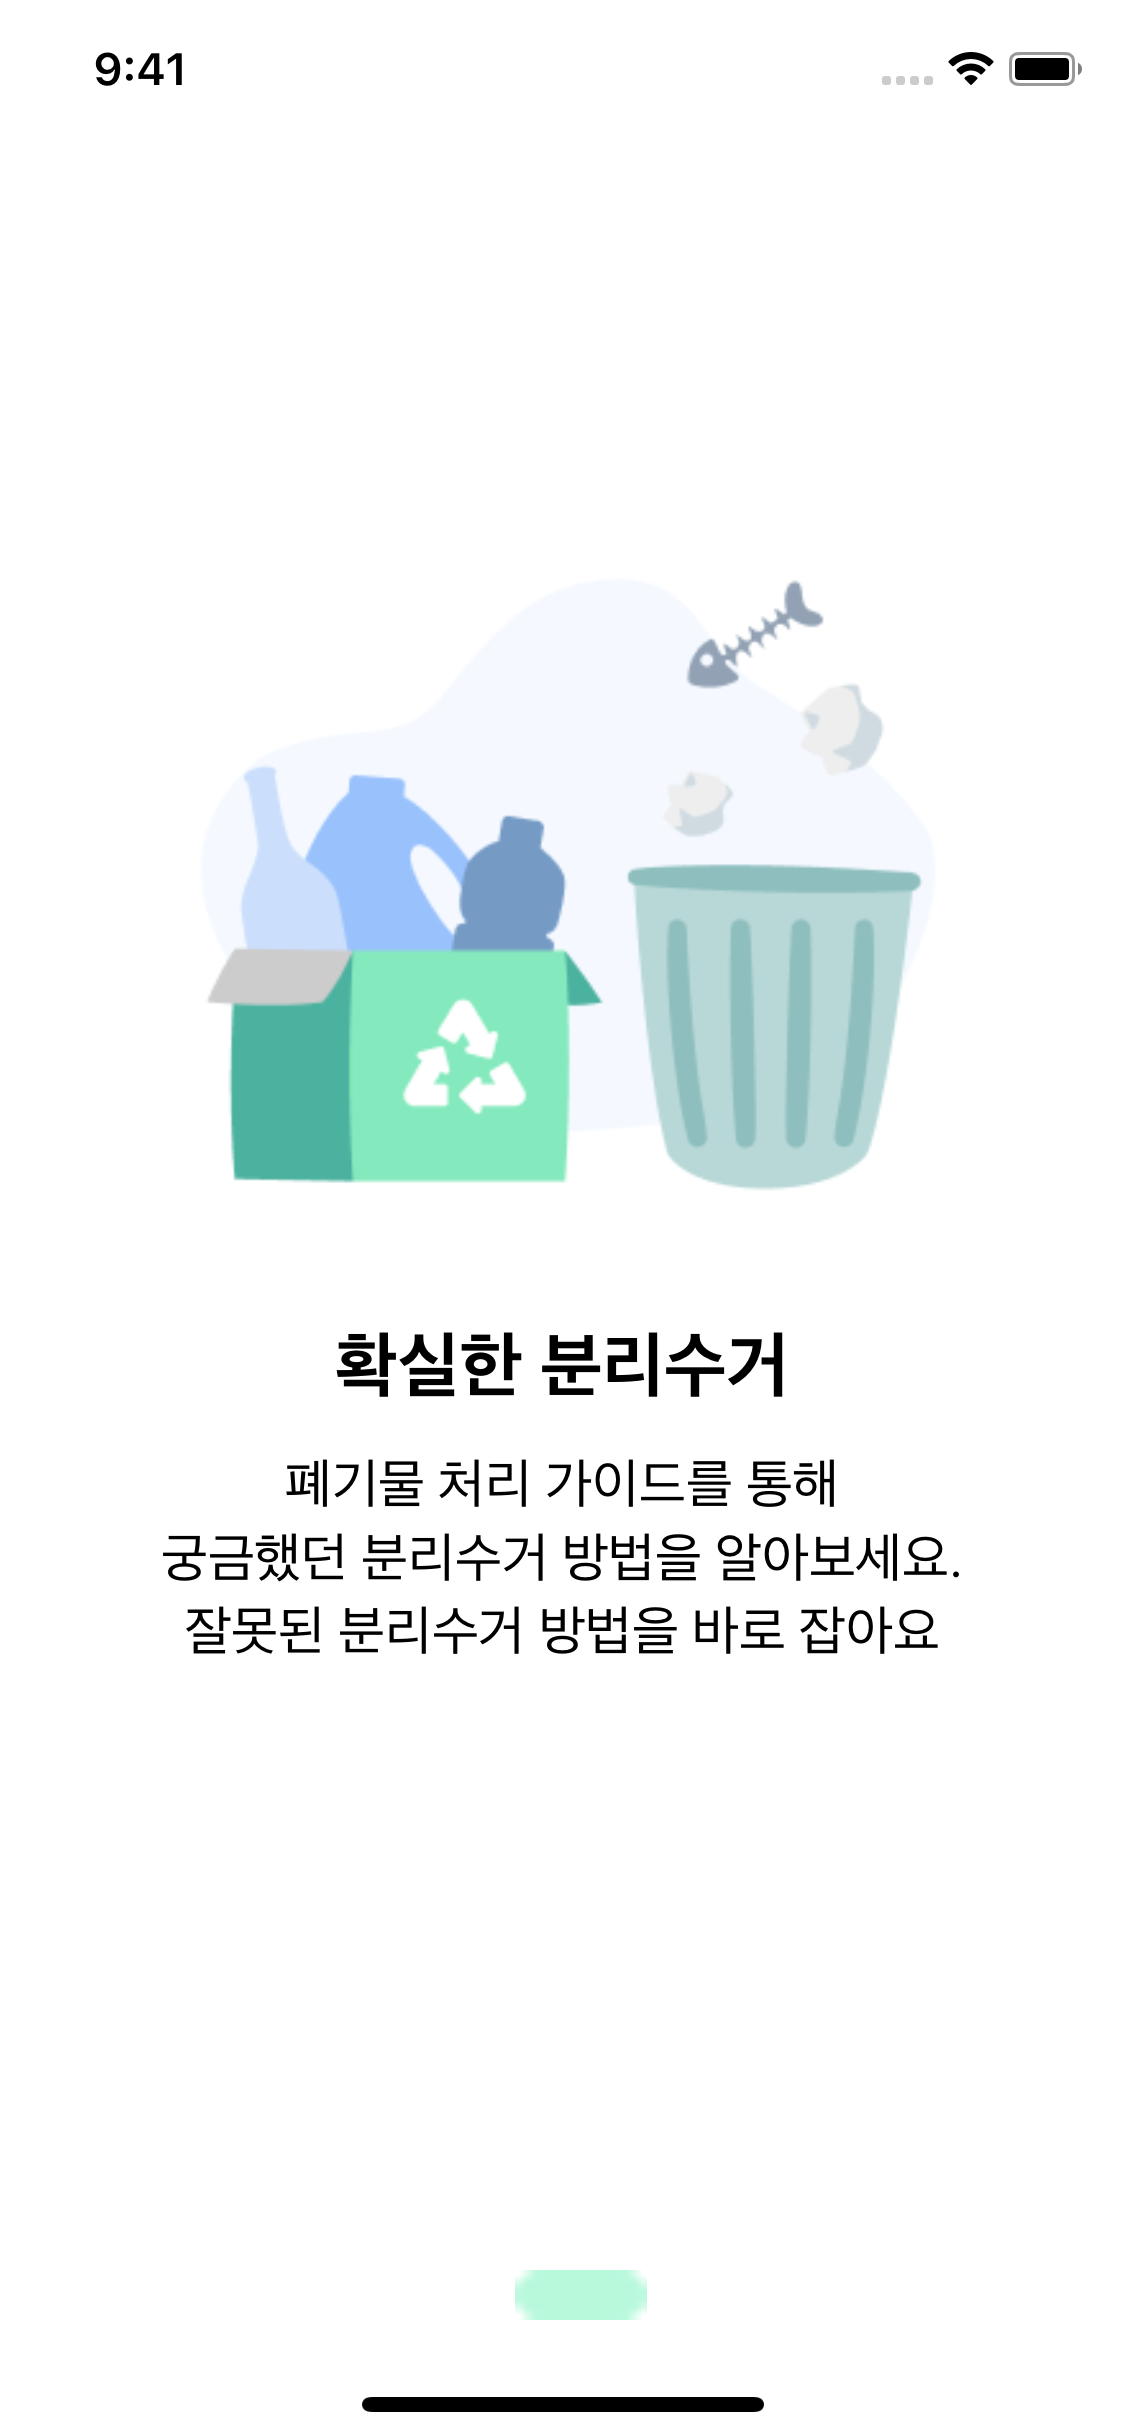 9:41
확실한 분리수거
폐기물 처리 가이드를 통해
궁금했던 분리수거 방법을 알아보세요.
잘못된 분리수거 방법을 바로 잡아요